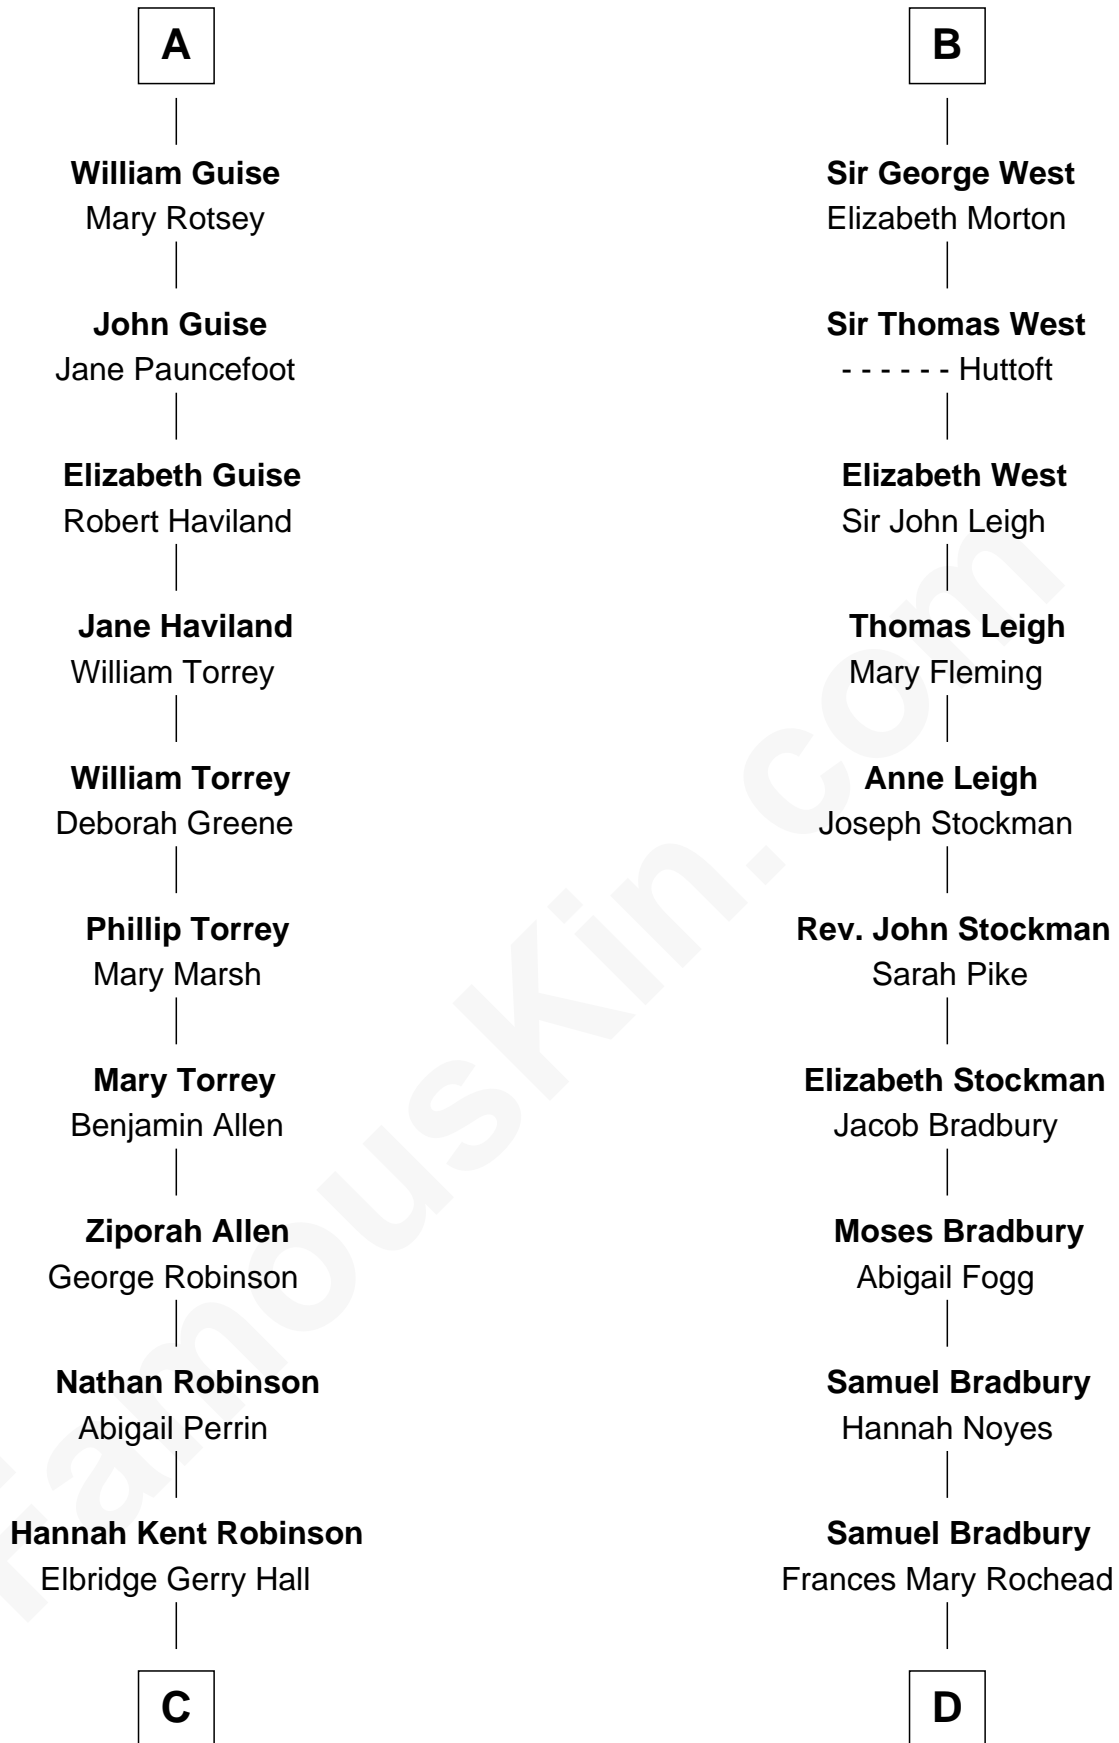 A
William Guise
Mary Rotsey
John Guise
Jane Pauncefoot
Elizabeth Guise
Robert Haviland
Jane Haviland
William Torrey
William Torrey
Deborah Greene
Phillip Torrey
Mary Marsh
Mary Torrey
Benjamin Allen
Ziporah Allen
George Robinson
Nathan Robinson
Abigail Perrin
Hannah Kent Robinson
Elbridge Gerry Hall
C
B
Sir George West
Elizabeth Morton
Sir Thomas West
- - - - - - Huttoft
Elizabeth West
Sir John Leigh
Thomas Leigh
Mary Fleming
Anne Leigh
Joseph Stockman
Rev. John Stockman
Sarah Pike
Elizabeth Stockman
Jacob Bradbury
Moses Bradbury
Abigail Fogg
Samuel Bradbury
Hannah Noyes
Samuel Bradbury
Frances Mary Rochead
D
FamousKin.com